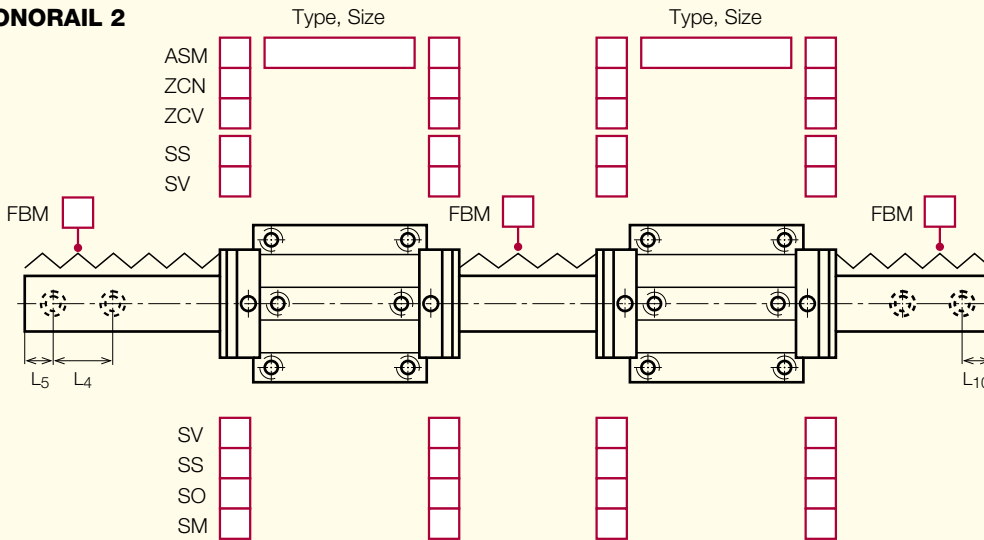 ONORAIL 2
Type, Size Type, Size
ASM
ZCN
ZCV
SS
SV
FBM FBM FBM
L5 L4 L10
SV
SS
SO
SM